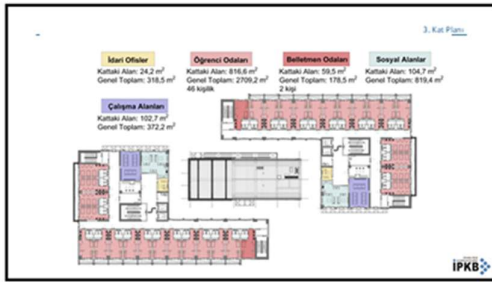 3. Kat Planı
İdari Ofisler
Kattaki Alan: 24,2 m²
Genel Toplam: 318,5 m²
Öğrenci Odaları
Kattaki Alan: 816,6 m²
Genel Toplam: 2709,2 m²
46 kişilik
Belletmen Odaları
Kattaki Alan: 59,5 m²
Genel Toplam: 178,5 m²
2 kişi
Sosyal Alanlar
Kattaki Alan: 104,7 m²
Genel Toplam: 819,4 m²
Çalışma Alanları
Kattaki Alan: 102,7 m²
Genel Toplam: 372,2 m²
İPKB